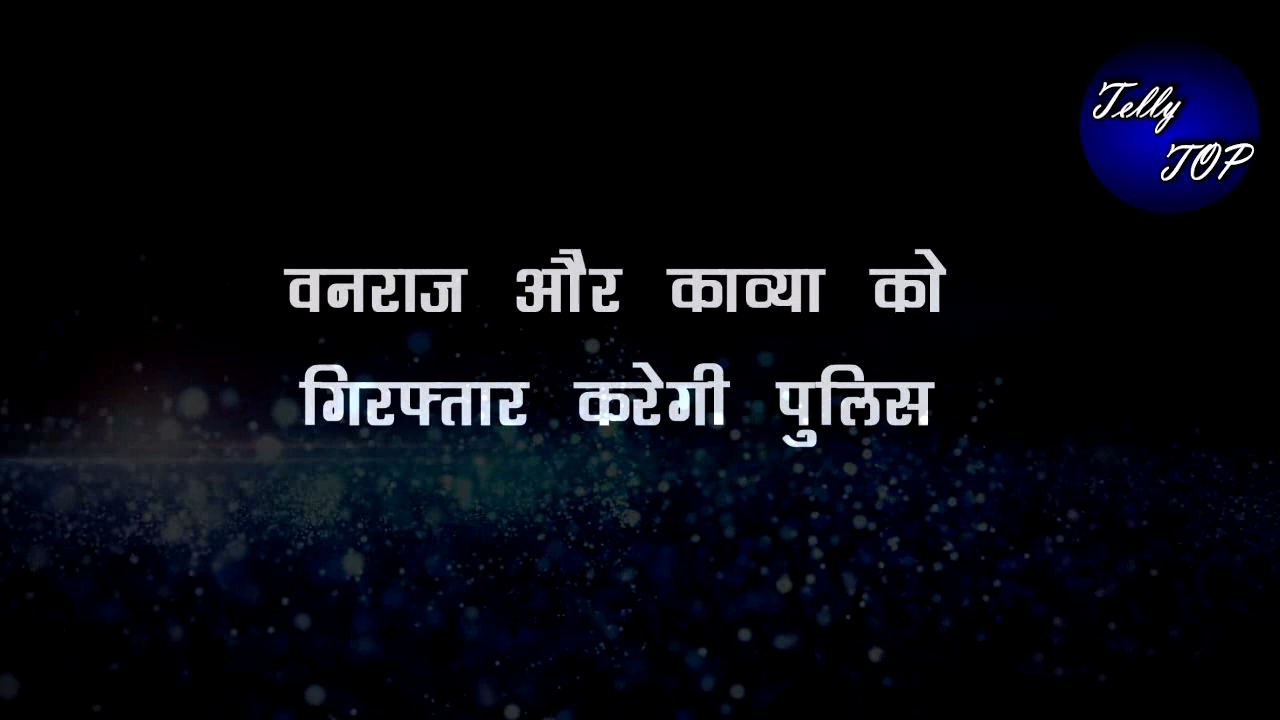 Telly
TOP
वनराज और काव्या को
गिरफ्तार करेगी पुलिस